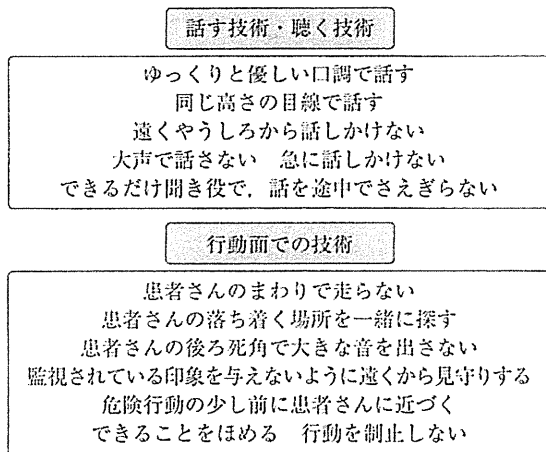 話す技術・聴く技術
ゆっくりと優しい口調で話す
同じ高さの目線で話す
遠くやうしろから話しかけない
大声で話さない　急に話しかけない
できるだけ聞き役で，話を途中でさえぎらない
行動面での技術
患者さんのまわりで走らない
患者さんの落ち着く場所を一緒に探す
患者さんの後ろ死角で大きな音を出さない
監視されている印象を与えないように遠くから見守りする
危険行動の少し前に患者さんに近づく
できることをほめる　行動を制止しない